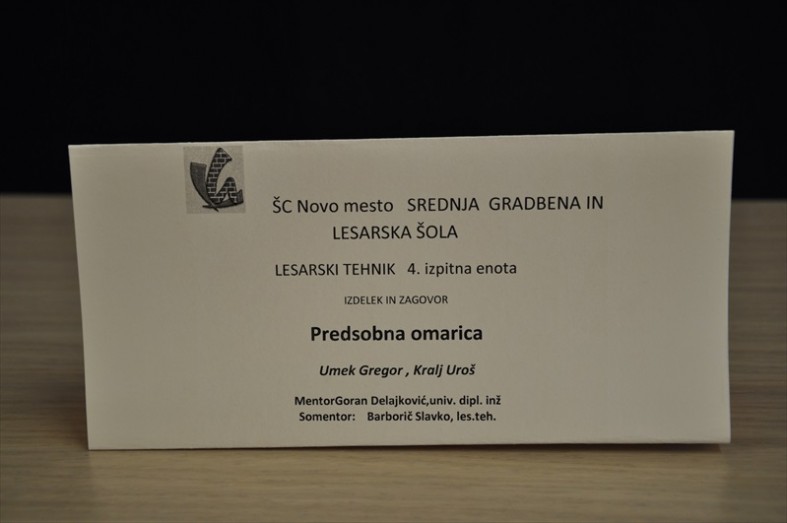 ŠC Novo mesto SREDNJA GRADBENA IN
LESARSKA ŠOLA
LESARSKI TEHNIK 4. izpitna enota
IZDELEK IN ZAGOVOR
Predsobna omarica
Umek Gregor , Kralj Uroš
MentorGoran Delajković,univ. dipl. inž
Somentor: Barborič Slavko, les.teh.